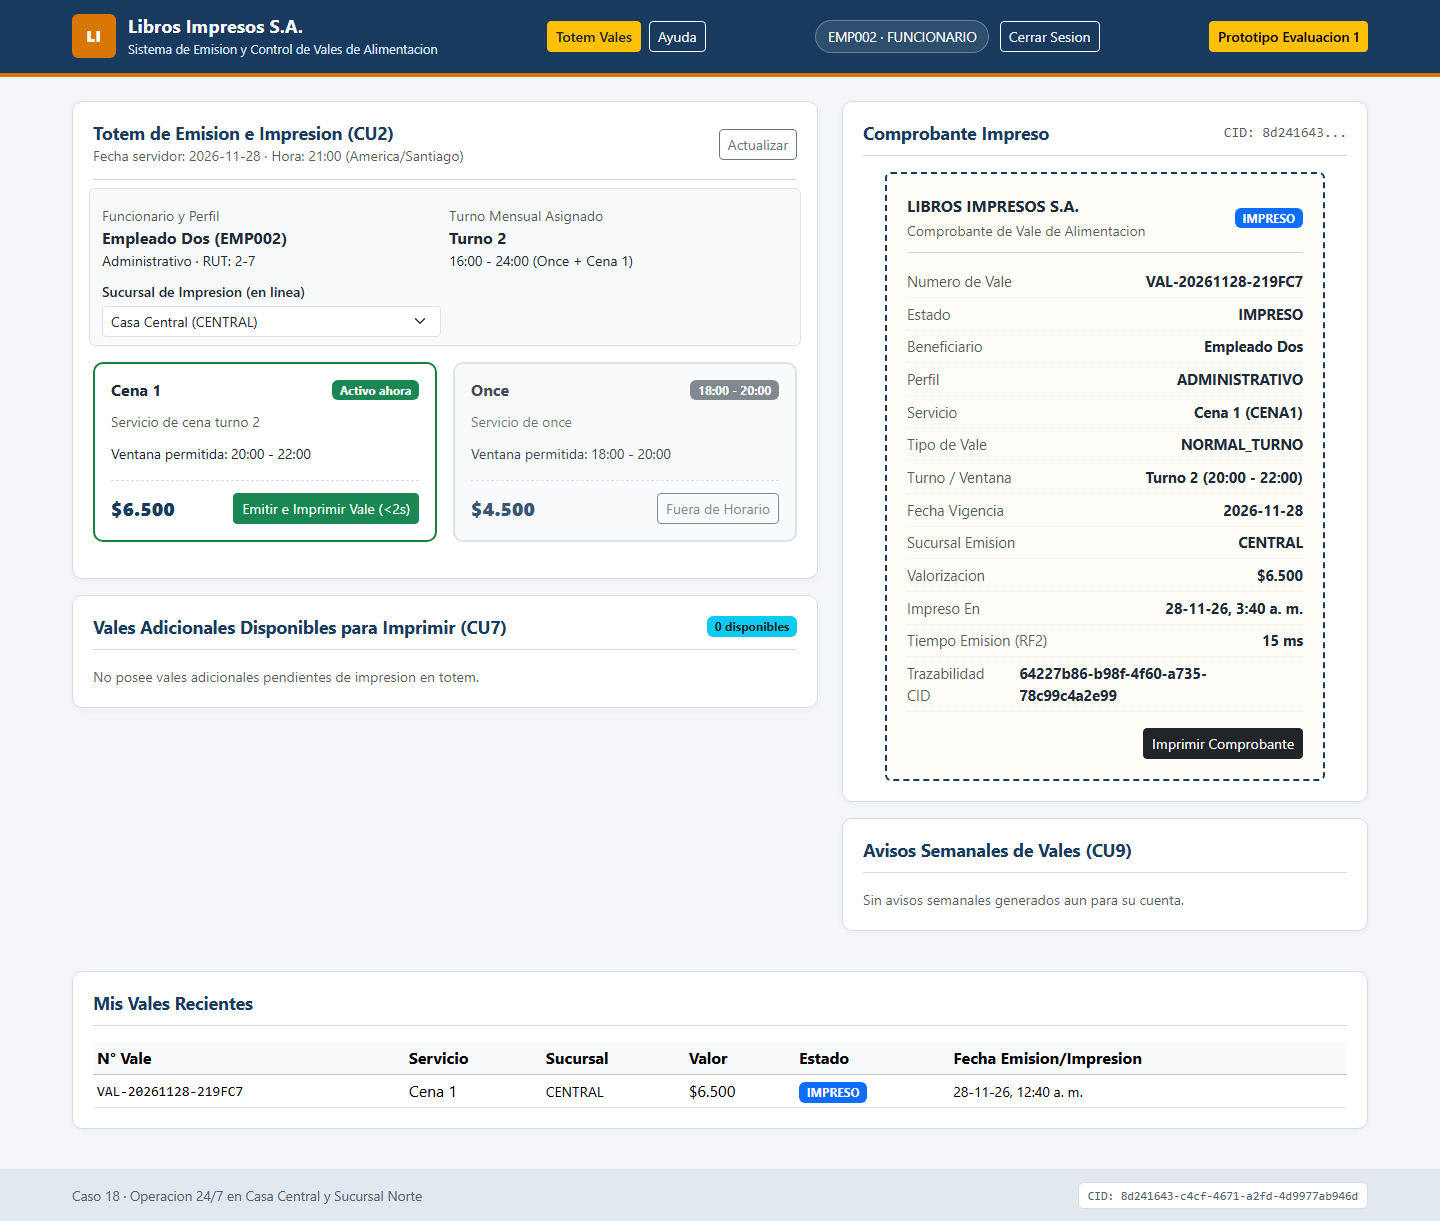 LI
Libros Impresos S.A.
Sistema de Emision y Control de Vales de Alimentacion
Totem Vales
Ayuda
EMP002 · FUNCIONARIO
Cerrar Sesion
Prototipo Evaluacion 1
Totem de Emision e Impresion (CU2)
Fecha servidor: 2026-11-28 · Hora: 21:00 (America/Santiago)
Actualizar
Funcionario y Perfil
Empleado Dos (EMP002)
Administrativo · RUT: 2-7
Turno Mensual Asignado
Turno 2
16:00 - 24:00 (Once + Cena 1)
Sucursal de Impresion (en linea)
Casa Central (CENTRAL)
Cena 1
Activo ahora
Servicio de cena turno 2
Ventana permitida: 20:00 - 22:00
$6.500
Emitir e Imprimir Vale (<2s)
Once
18:00 - 20:00
Servicio de once
Ventana permitida: 18:00 - 20:00
$4.500
Fuera de Horario
Vales Adicionales Disponibles para Imprimir (CU7)
0 disponibles
No posee vales adicionales pendientes de impresion en totem.
Comprobante Impreso
CID: 8d241643...
LIBROS IMPRESOS S.A.
Comprobante de Vale de Alimentacion
IMPRESO
Numero de Vale VAL-20261128-219FC7
Estado IMPRESO
Beneficiario Empleado Dos
Perfil ADMINISTRATIVO
Servicio Cena 1 (CENA1)
Tipo de Vale NORMAL_TURNO
Turno / Ventana Turno 2 (20:00 - 22:00)
Fecha Vigencia 2026-11-28
Sucursal Emision CENTRAL
Valorizacion $6.500
Impreso En 28-11-26, 3:40 a. m.
Tiempo Emision (RF2) 15 ms
Trazabilidad CID 64227b86-b98f-4f60-a735-78c99c4a2e99
Imprimir Comprobante
Avisos Semanales de Vales (CU9)
Sin avisos semanales generados aun para su cuenta.
Mis Vales Recientes
N° Vale Servicio Sucursal Valor Estado Fecha Emision/Impresion
VAL-20261128-219FC7 Cena 1 CENTRAL $6.500 IMPRESO 28-11-26, 12:40 a. m.
Caso 18 · Operacion 24/7 en Casa Central y Sucursal Norte
CID: 8d241643-c4cf-4671-a2fd-4d9977ab946d